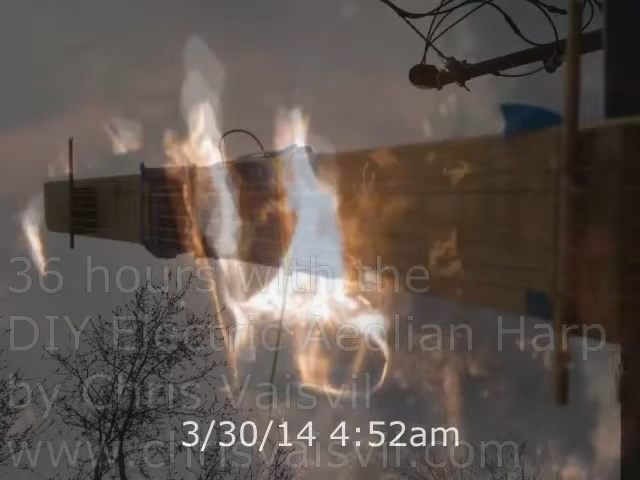 36 hours with the
DIY Electric Aeolian Harp
by Chris Vaisvil
3/30/14 4:52am
www.chrisvaisvil.com